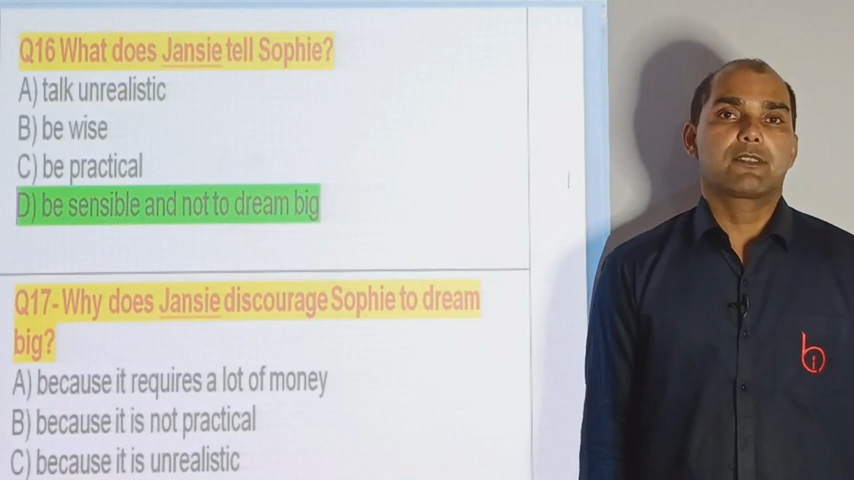 Q16 What does Jansie tell Sophie?
A) talk unrealistic
B) be wise
C) be practical
D) be sensible and not to dream big
Q17- Why does Jansie discourage Sophie to dream
big?
A) because it requires a lot of money
B) because it is not practical
C) because it is unrealistic